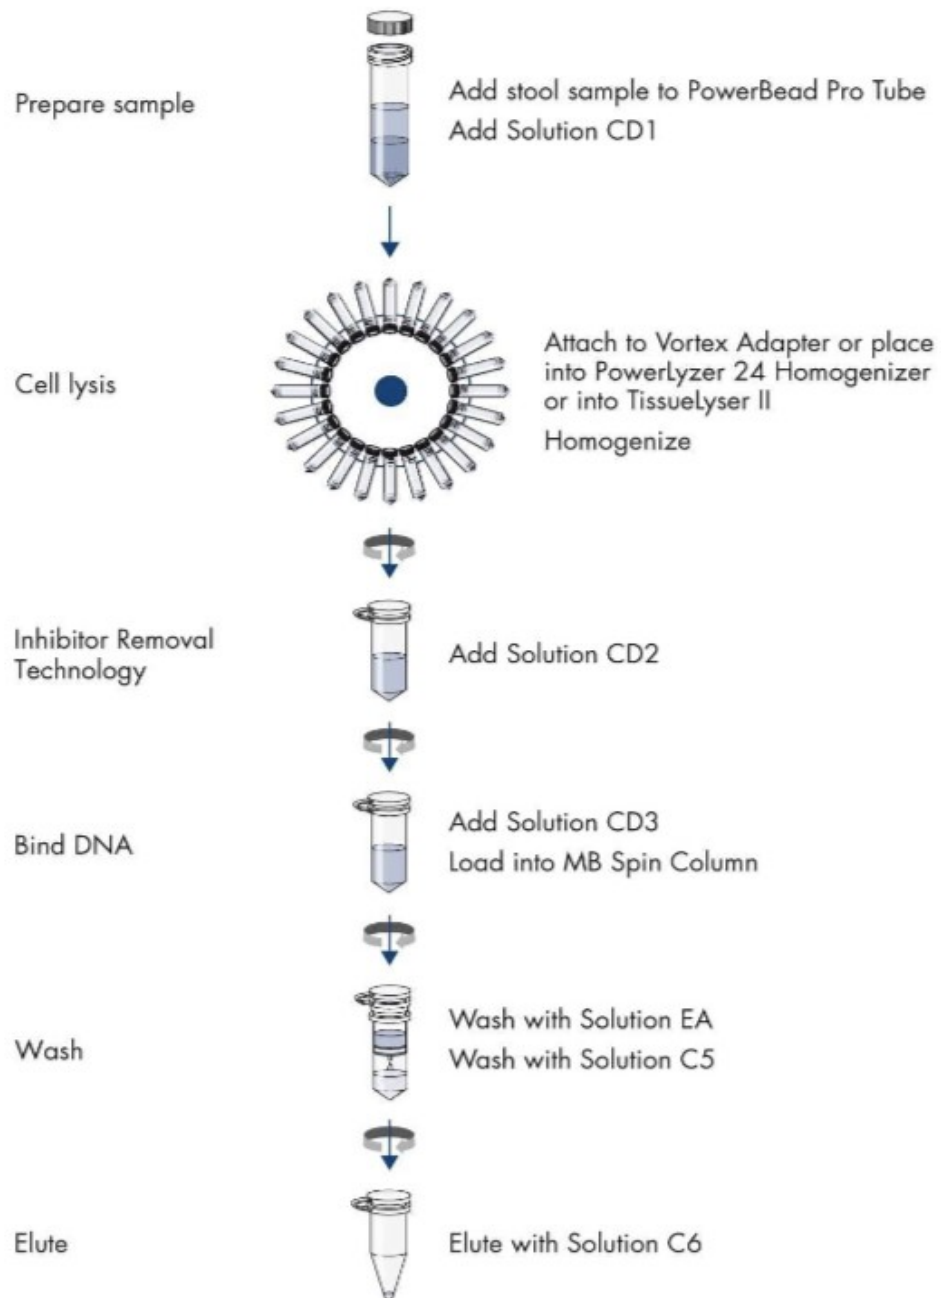 Prepare sample
Add stool sample to PowerBead Pro Tube
Add Solution CD1
Cell lysis
Attach to Vortex Adapter or place
into PowerLyzer 24 Homogenizer
or into TissueLyser II
Homogenize
Inhibitor Removal
Technology
Add Solution CD2
Bind DNA
Add Solution CD3
Load into MB Spin Column
Wash
Wash with Solution EA
Wash with Solution C5
Elute
Elute with Solution C6